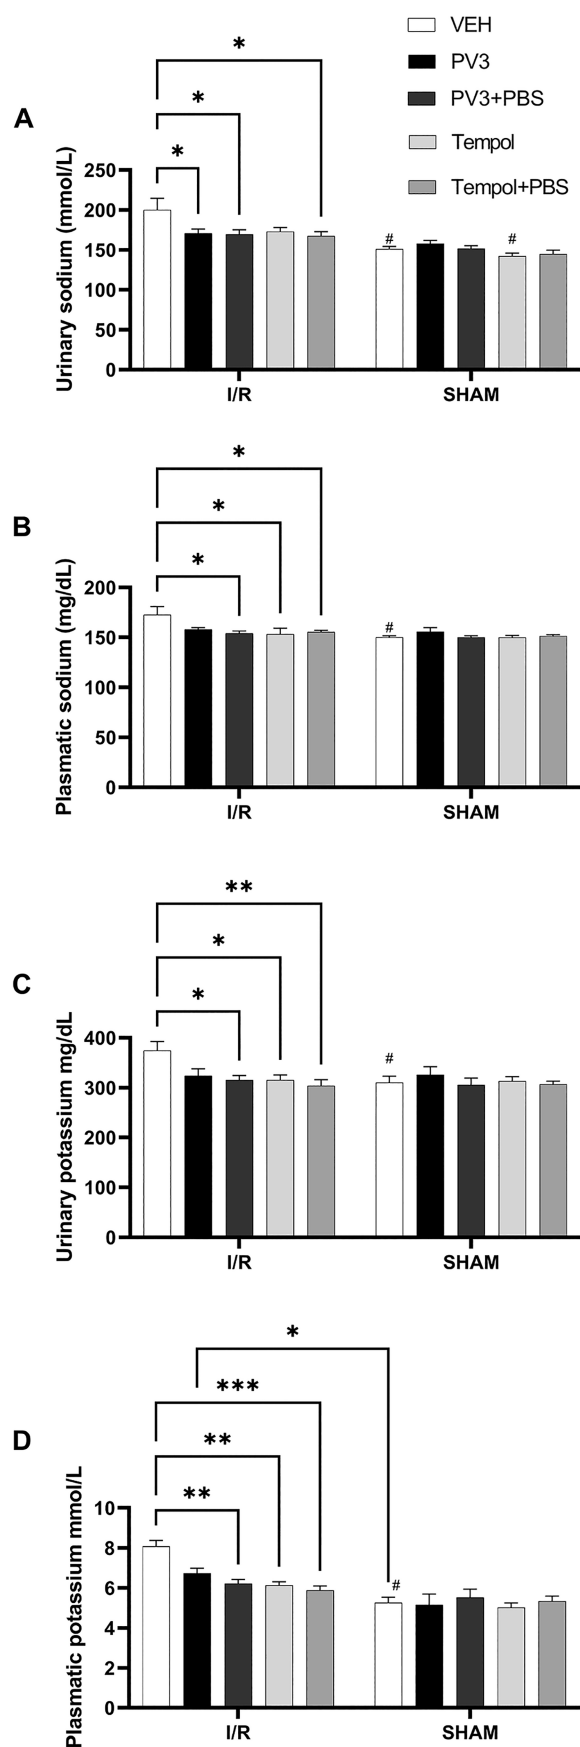 VEH
PV3
PV3+PBS
Tempol
Tempol+PBS
A
*
*
*
Urinary sodium (mmol/L)
250
200
150
100
50
0
#
#
I/R
SHAM
B
*
*
*
Plasmatic sodium (mg/dL)
200
150
100
50
0
#
I/R
SHAM
C
**
*
*
Urinary potassium mg/dL
400
300
200
100
0
#
I/R
SHAM
D
*
***
**
**
Plasmatic potassium mmol/L
10
8
6
4
2
0
#
I/R
SHAM